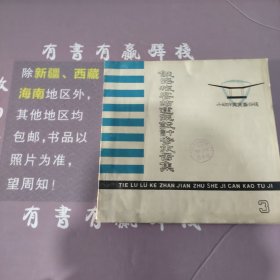 有书有赢驿栈
除新疆、西藏
海南地区外，
其他地区均
包邮，书品以
照片为准，
望周知！
铁路旅客站建筑設計参考图集
TIE LU LU KE ZHAN JIAN ZHU SHE JI CAN KAO TU JI
3
有书有赢驿栈